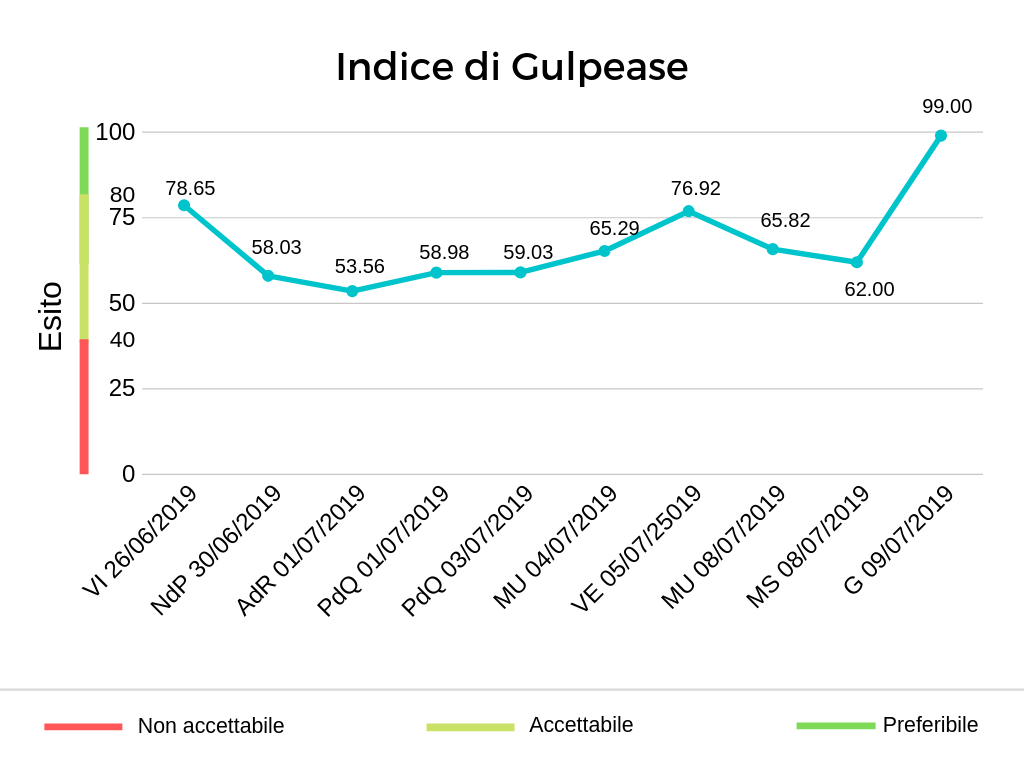 Indice di Gulpease
Esito
100
80
75
50
40
25
0
78.65
58.03
53.56
58.98
59.03
65.29
76.92
65.82
62.00
99.00
VI 26/06/2019
NdP 30/06/2019
AdR 01/07/2019
PdQ 01/07/2019
PdQ 03/07/2019
MU 04/07/2019
VE 05/07/25019
MU 08/07/2019
MS 08/07/2019
G 09/07/2019
Non accettabile
Accettabile
Preferibile